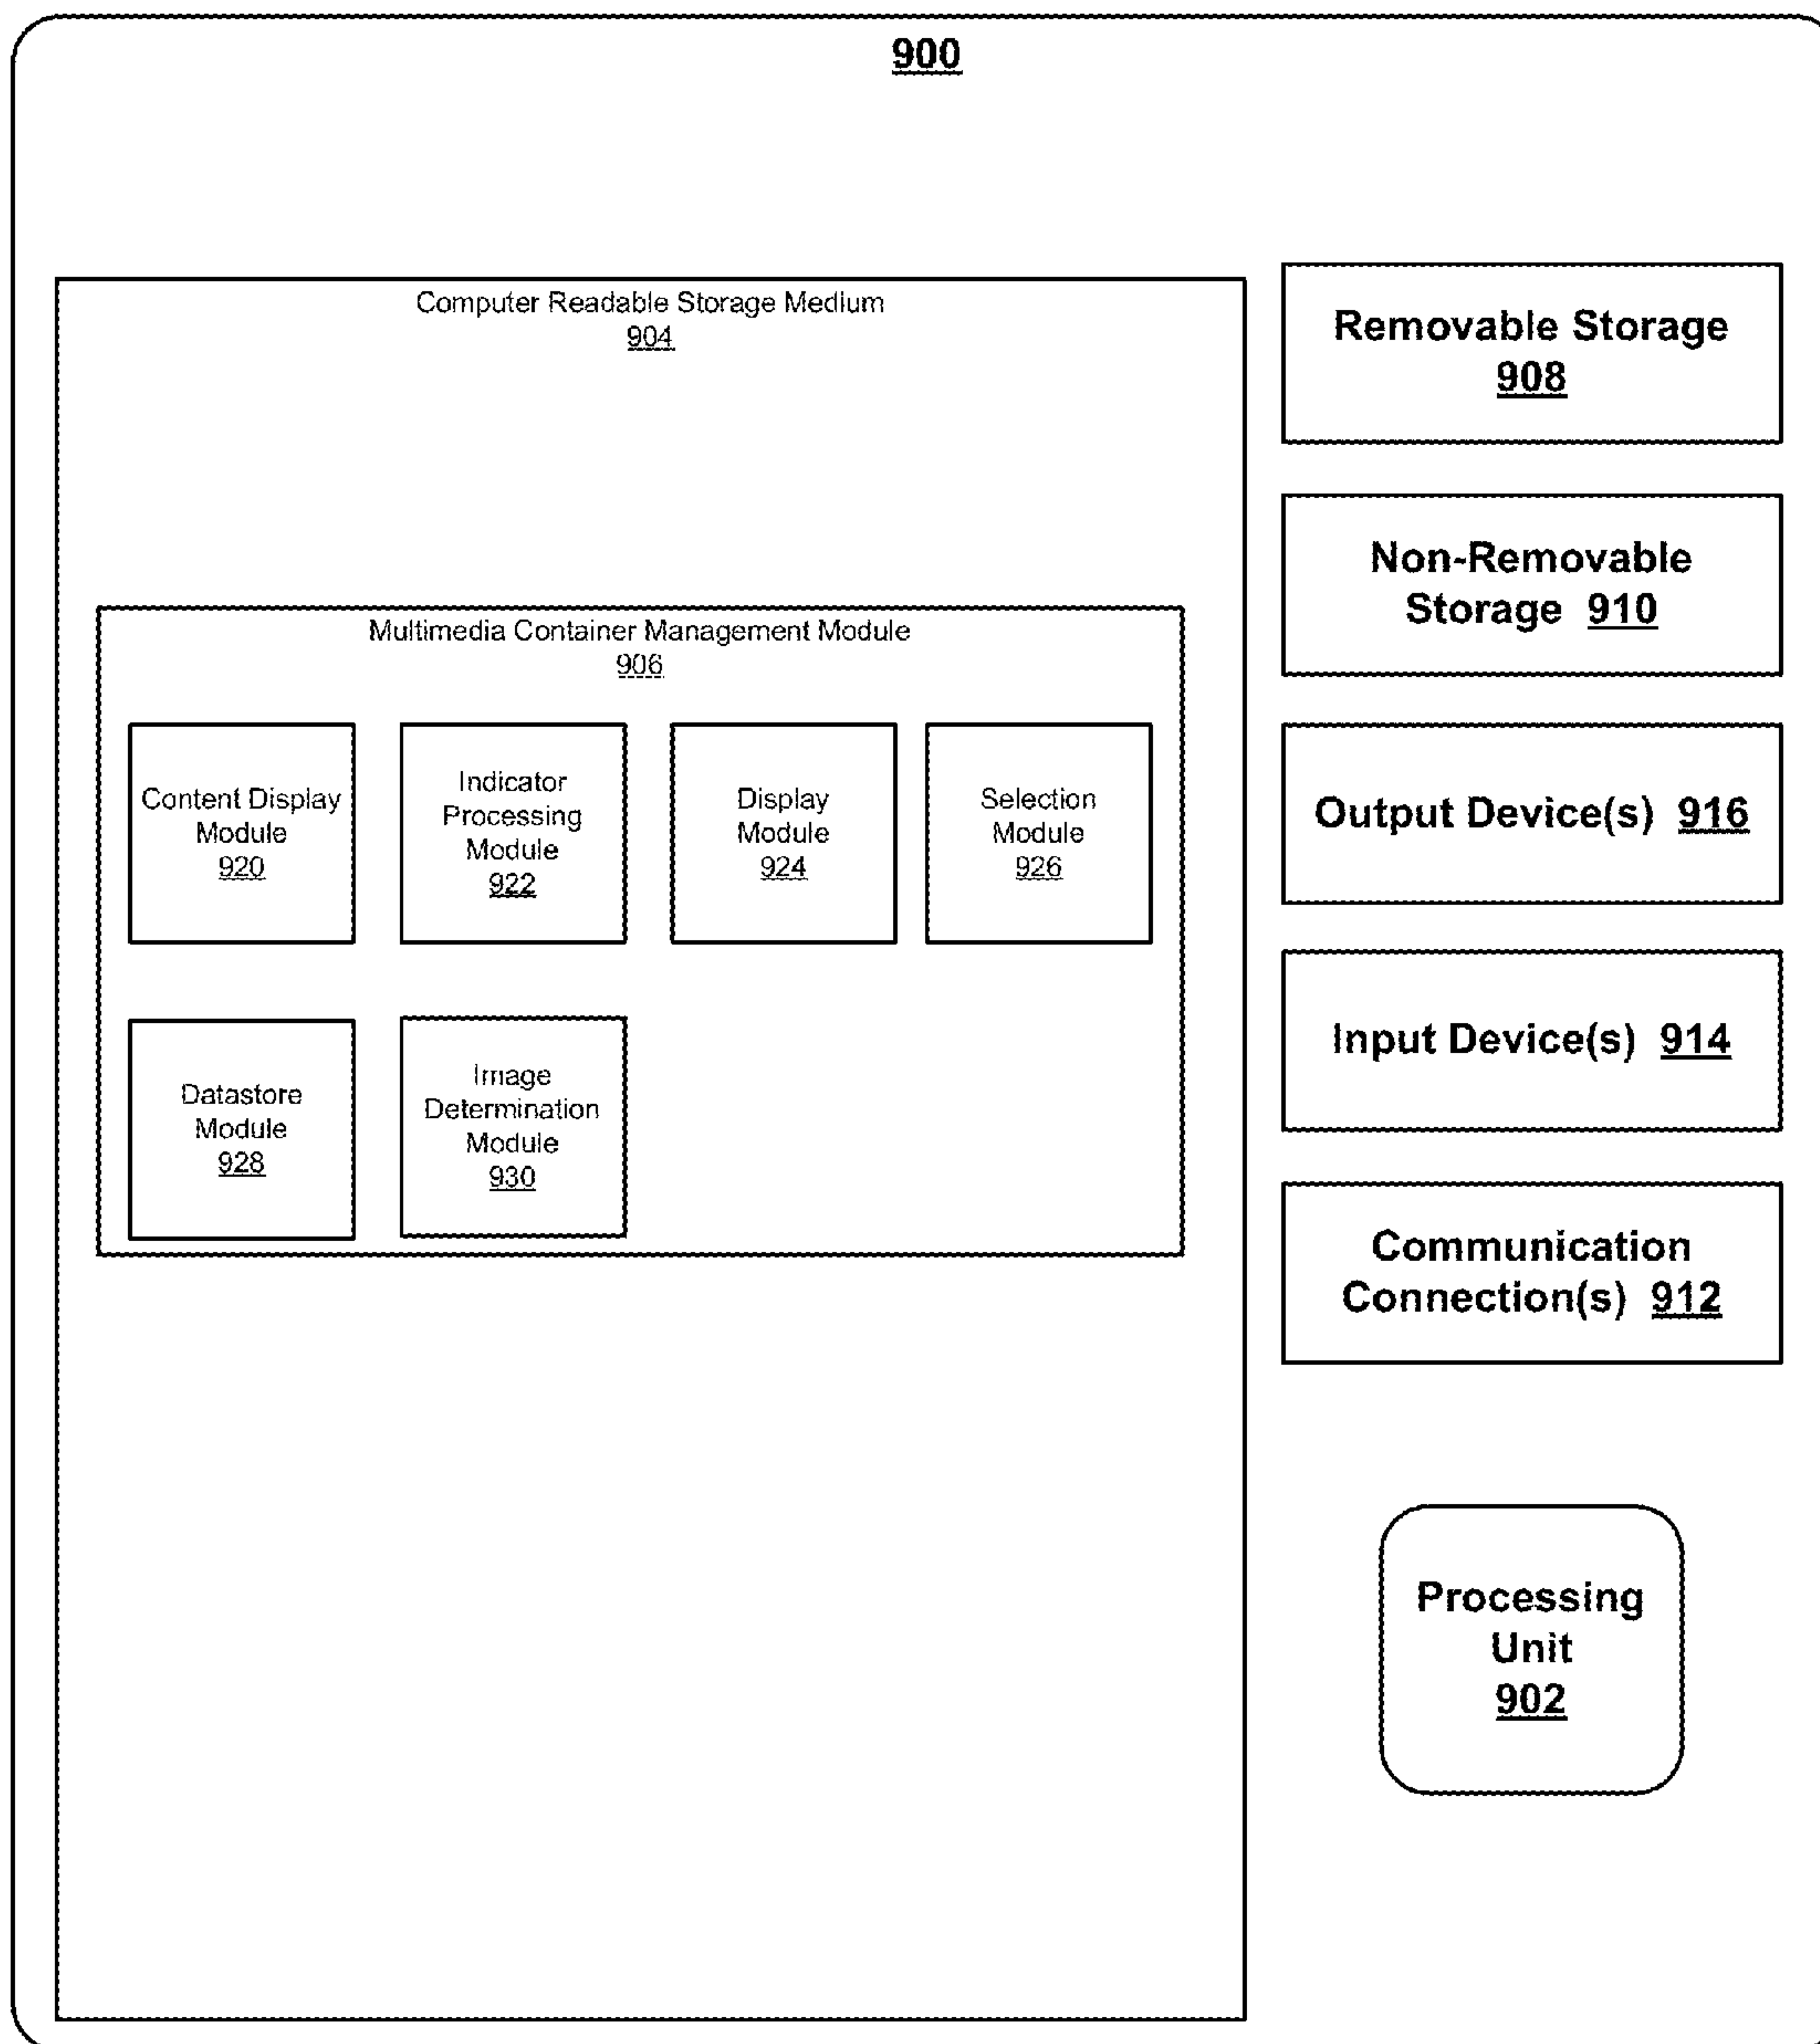 900
Computer Readable Storage Medium
904
Multimedia Container Management Module
906
Content Display
Module
920
Indicator
Processing
Module
922
Display
Module
924
Selection
Module
926
Datastore
Module
928
Image
Determination
Module
930
Removable Storage
908
Non-Removable
Storage 910
Output Device(s) 916
Input Device(s) 914
Communication
Connection(s) 912
Processing
Unit
902